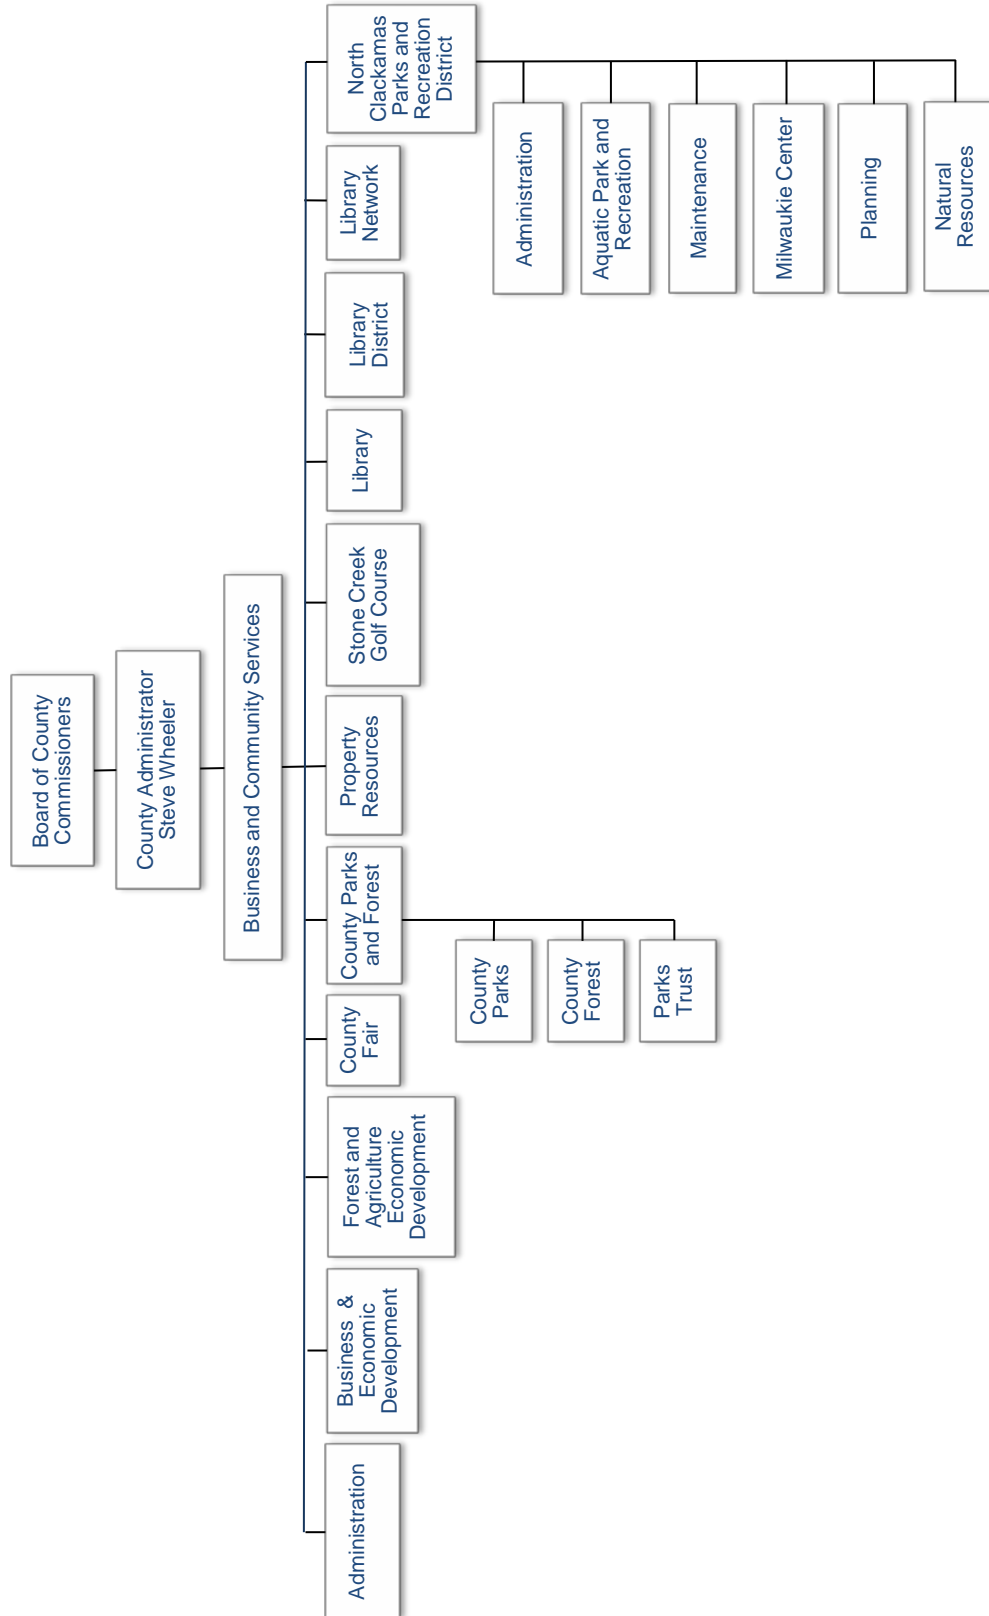 Board of County
Commissioners
County Administrator
Steve Wheeler
Business and Community Services
Administration
Business & 
Economic
Development
Forest and
Agriculture
Economic
Development
County
Fair
County Parks
and Forest
Property
Resources
Stone Creek
Golf Course
Library
Library
District
Library
Network
North
Clackamas
Parks and
Recreation
District
County
Parks
County
Forest
Parks
Trust
Administration
Aquatic Park and
Recreation
Maintenance
Milwaukie Center
Planning
Natural
Resources